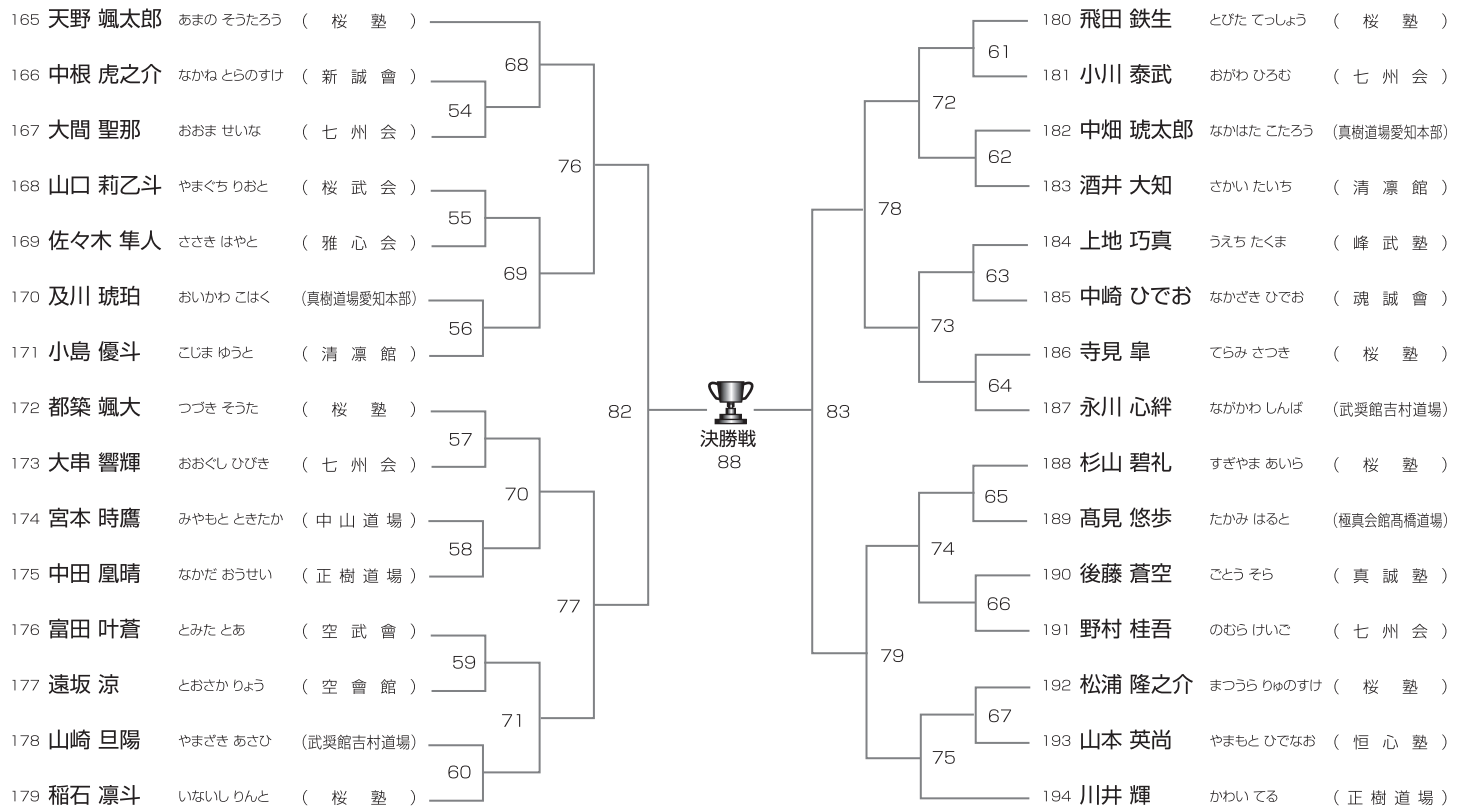 165 天野 颯太郎 あまの そうたろう ( 桜 塾 )
166 中根 虎之介 なかね とらのすけ ( 新 誠 會 )
167 大間 聖那 おおま せいな ( 七 州 会 )
168 山口 莉乙斗 やまぐち りおと ( 桜 武 会 )
169 佐々木 隼人 ささき はやと ( 雅 心 会 )
170 及川 琥珀 おいかわ こはく (真樹道場愛知本部)
171 小島 優斗 こじま ゆうと ( 清 凛 館 )
172 都築 颯大 つづき そうた ( 桜 塾 )
173 大串 響輝 おおぐし ひびき ( 七 州 会 )
174 宮本 時鷹 みやもと ときたか ( 中 山 道 場 )
175 中田 凰晴 なかだ おうせい ( 正 樹 道 場 )
176 富田 叶蒼 とみた とあ ( 空 武 會 )
177 遠坂 涼 とおさか りょう ( 空 會 館 )
178 山崎 旦陽 やまざき あさひ (武奨館吉村道場)
179 稲石 凛斗 いないし りんと ( 桜 塾 )
54
55
56
57
58
59
60
68
69
70
71
76
77
82
決勝戦
88
83
78
79
72
73
74
75
61
62
63
64
65
66
67
180 飛田 鉄生 とびた てっしょう ( 桜 塾 )
181 小川 泰武 おがわ ひろむ ( 七 州 会 )
182 中畑 琥太郎 なかはた こたろう (真樹道場愛知本部)
183 酒井 大知 さかい たいち ( 清 凛 館 )
184 上地 巧真 うえち たくま ( 峰 武 塾 )
185 中崎 ひでお なかざき ひでお ( 魂 誠 會 )
186 寺見 皐 てらみ さつき ( 桜 塾 )
187 永川 心絆 ながかわ しんば (武奨館吉村道場)
188 杉山 碧礼 すぎやま あいら ( 桜 塾 )
189 髙見 悠歩 たかみ はると (極真会館髙橋道場)
190 後藤 蒼空 ごとう そら ( 真 誠 塾 )
191 野村 桂吾 のむら けいご ( 七 州 会 )
192 松浦 隆之介 まつうら りゅのすけ ( 桜 塾 )
193 山本 英尚 やまもと ひでなお ( 恒 心 塾 )
194 川井 輝 かわい てる ( 正 樹 道 場 )